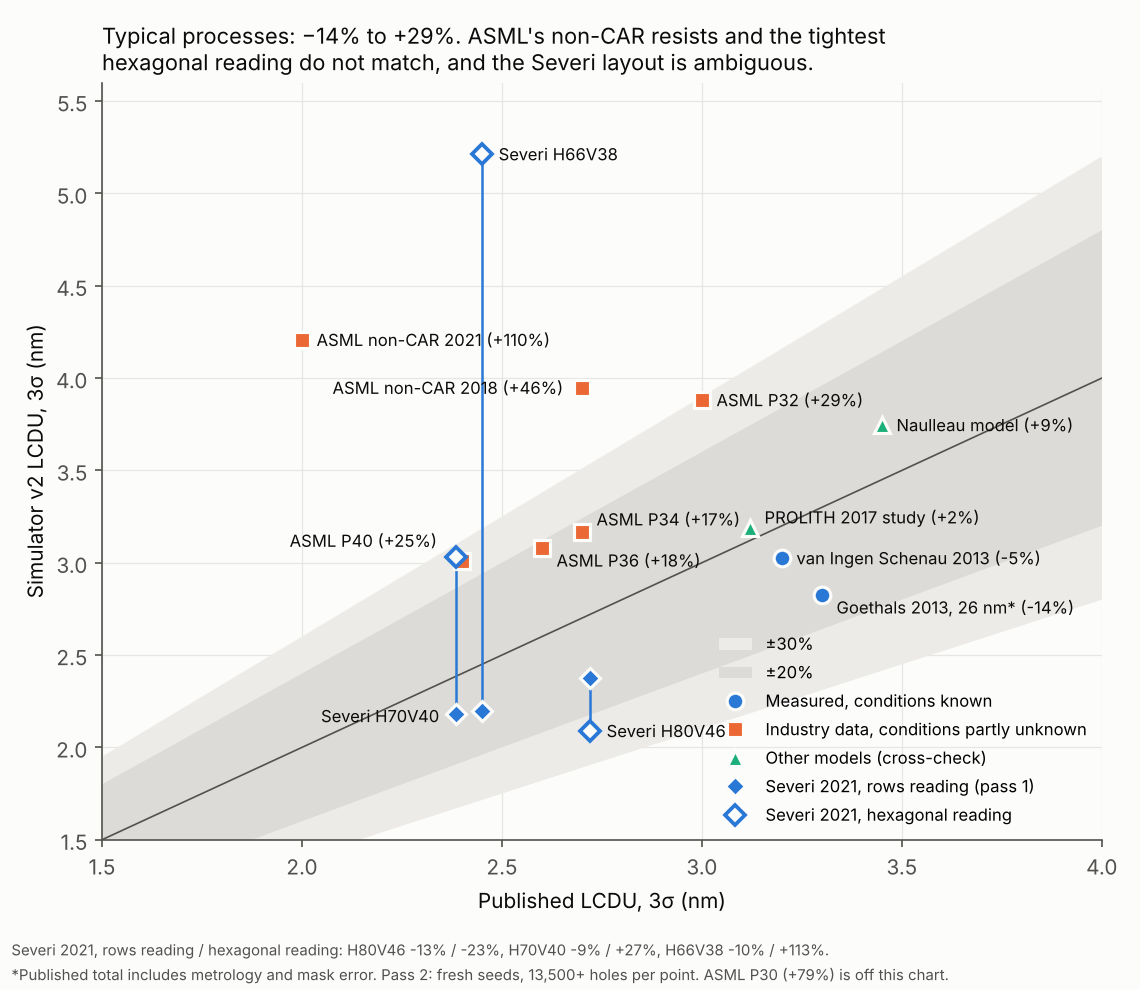 Typical processes: −14% to +29%. ASML's non-CAR resists and the tightest
hexagonal reading do not match, and the Severi layout is ambiguous.
5.5
5.0
4.5
4.0
3.5
3.0
2.5
2.0
1.5
Simulator v2 LCDU, 3σ (nm)
Severi H66V38
ASML non-CAR 2021 (+110%)
ASML non-CAR 2018 (+46%)
ASML P32 (+29%)
Naulleau model (+9%)
ASML P34 (+17%)
PROLITH 2017 study (+2%)
ASML P40 (+25%)
ASML P36 (+18%)
van Ingen Schenau 2013 (-5%)
Goethals 2013, 26 nm* (-14%)
Severi H70V40
Severi H80V46
±30%
±20%
Measured, conditions known
Industry data, conditions partly unknown
Other models (cross-check)
Severi 2021, rows reading (pass 1)
Severi 2021, hexagonal reading
1.5
2.0
2.5
3.0
3.5
4.0
Published LCDU, 3σ (nm)
Severi 2021, rows reading / hexagonal reading: H80V46 -13% / -23%, H70V40 -9% / +27%, H66V38 -10% / +113%.
*Published total includes metrology and mask error. Pass 2: fresh seeds, 13,500+ holes per point. ASML P30 (+79%) is off this chart.